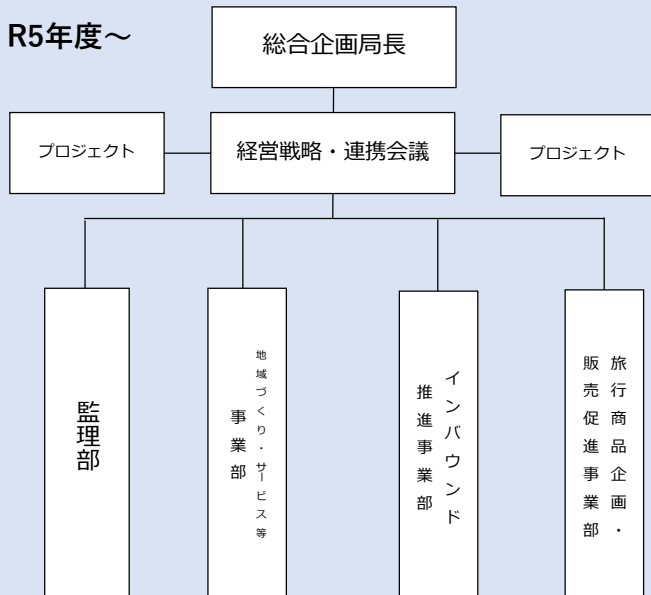 R5年度～
総合企画局長
プロジェクト
経営戦略・連携会議
プロジェクト
監理部
地域づくり・サービス等
事業部
インバウンド
推進事業部
旅行商品企画・
販売促進事業部